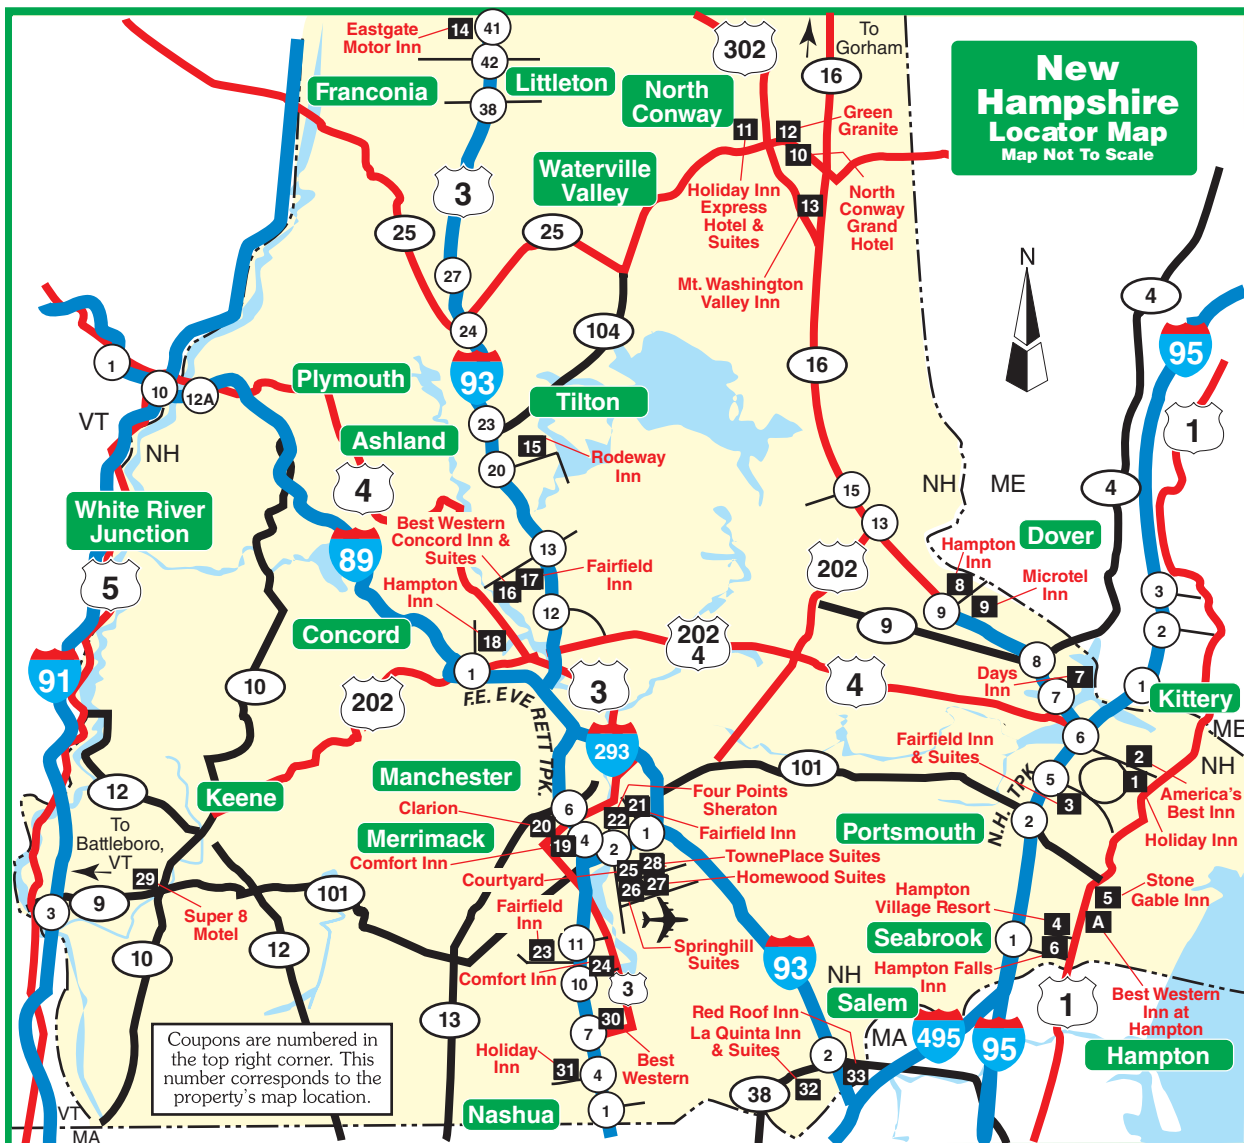 New
Hampshire
Locator Map
Map Not To Scale
Eastgate
Motor Inn
14
41
42
38
Littleton
Franconia
3
North
Conway
302
To
Gorham
16
11
12
Green
Granite
10
Waterville
Valley
Holiday Inn
Express
Hotel &
Suites
13
North
Conway
Grand
Hotel
Mt. Washington
Valley Inn
25
25
27
24
104
N
4
95
1
16
1
10
12A
VT
NH
Plymouth
93
Tilton
23
Ashland
20
15
Rodeway
Inn
4
White River
Junction
89
Best Western
Concord Inn &
Suites
13
17
16
Fairfield
Inn
Hampton
Inn
12
18
5
15
13
NH
ME
4
Dover
202
Hampton
Inn
8
9
Microtel
Inn
9
9
3
2
Concord
1
202
4
4
8
Days
Inn
7
7
1
Kittery
ME
91
10
202
F.E. EVERETT TPK.
3
293
6
Fairfield Inn
& Suites
5
3
2
1
NH
America's
Best Inn
Holiday Inn
N.H. TPK
2
101
Manchester
Keene
12
Clarion
6
20
Merrimack
19
4
Comfort Inn
Four Points
Sheraton
21
22
2
1
Fairfield Inn
TownePlace Suites
28
25
Courtyard
26
27
Homewood Suites
Portsmouth
To
Battleboro,
VT
29
3
9
Super 8
Motel
101
12
10
Fairfield
Inn
23
11
24
Comfort Inn
10
Springhill
Suites
3
Hampton
Village Resort
4
5
Stone
Gable Inn
A
Seabrook
1
6
Hampton Falls
Inn
Best Western
Inn at
Hampton
93
NH
Salem
1
Hampton
13
30
7
Best
Western
Red Roof Inn
La Quinta Inn
& Suites
MA
495
95
2
33
32
38
Holiday
Inn
31
4
Nashua
1
Coupons are numbered in
the top right corner. This
number corresponds to the
property's map location.
VT
MA